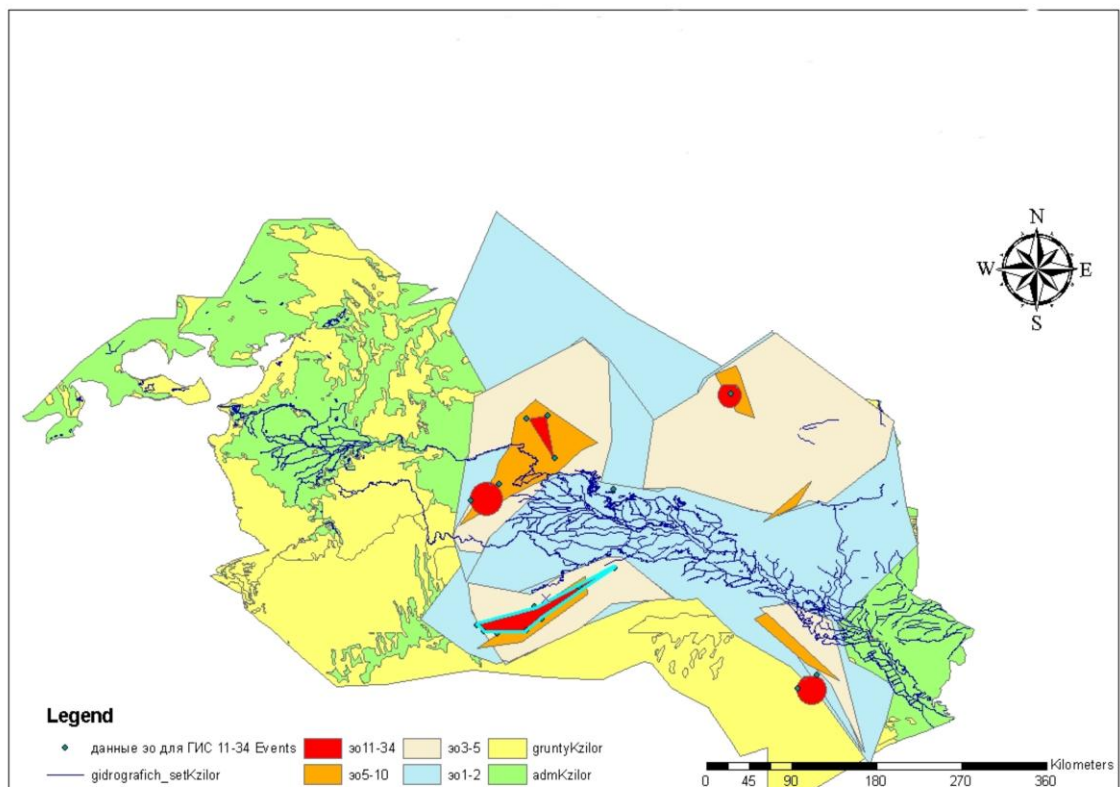 N
W E
S
Legend
данные зо для ГИС 11-34 Events
gidrografich_setKzilor
зо11-34
зо5-10
зо3-5
зо1-2
gruntyKzilor
admKzilor
Kilometers
0 45 90 180 270 360